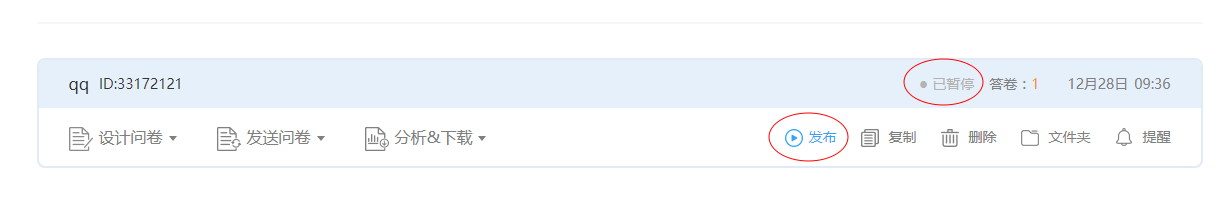 qq ID:33172121 已暂停 答卷：1 12月28日 09:36
设计问卷 发送问卷 分析&下载 发布 复制 删除 文件夹 提醒